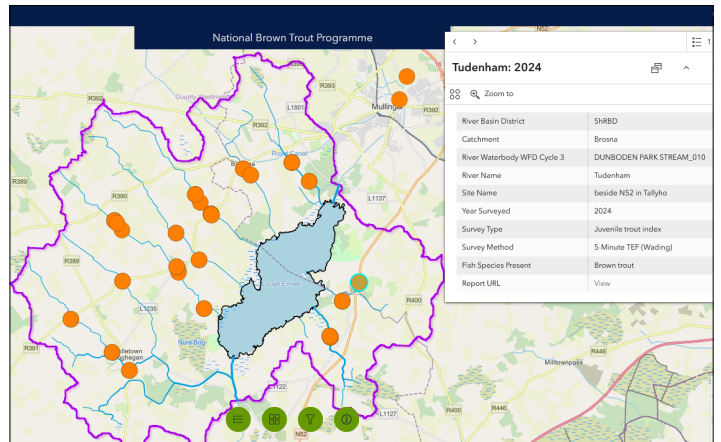 National Brown Trout Programme
N52
1
Tudenham: 2024
Zoom to
River Basin District ShRBD
Catchment Brosna
River Waterbody WFD Cycle 3 DUNBODEN PARK STREAM_010
River Name Tudenham
Site Name beside N52 in Tallyho
Year Surveyed 2024
Survey Type Juvenile trout index
Survey Method 5-Minute TEF (Wading)
Fish Species Present Brown trout
Report URL View
R393
R392
County Westmeath
L1801
R392
R392
Royal Canal
R389
R390
L1137
R389
Lough Ennell
R400
L1235
Nure Bog
R391
Milltownpass
R446
L1122
L1127
R400
R446
N52